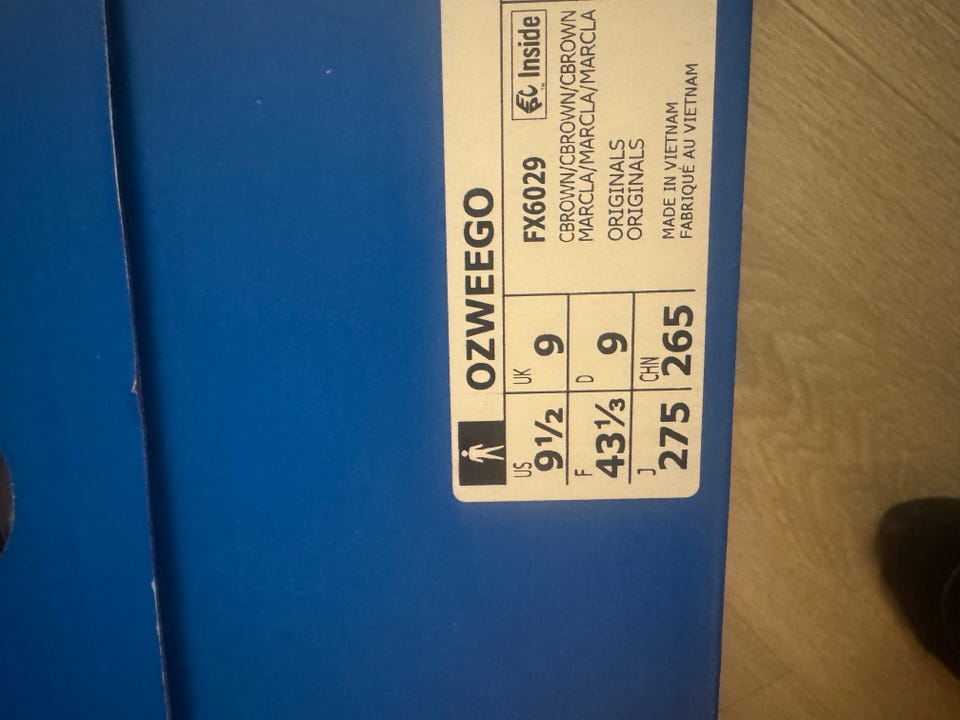 OZWEEGO
US
9½
UK
9
F
43⅓
D
9
J
275
CHN
265
FX6029
Inside
CBROWN/CBROWN/CBROWN
MARCLA/MARCLA/MARCLA
ORIGINALS
ORIGINALS
MADE IN VIETNAM
FABRIQUÉ AU VIETNAM